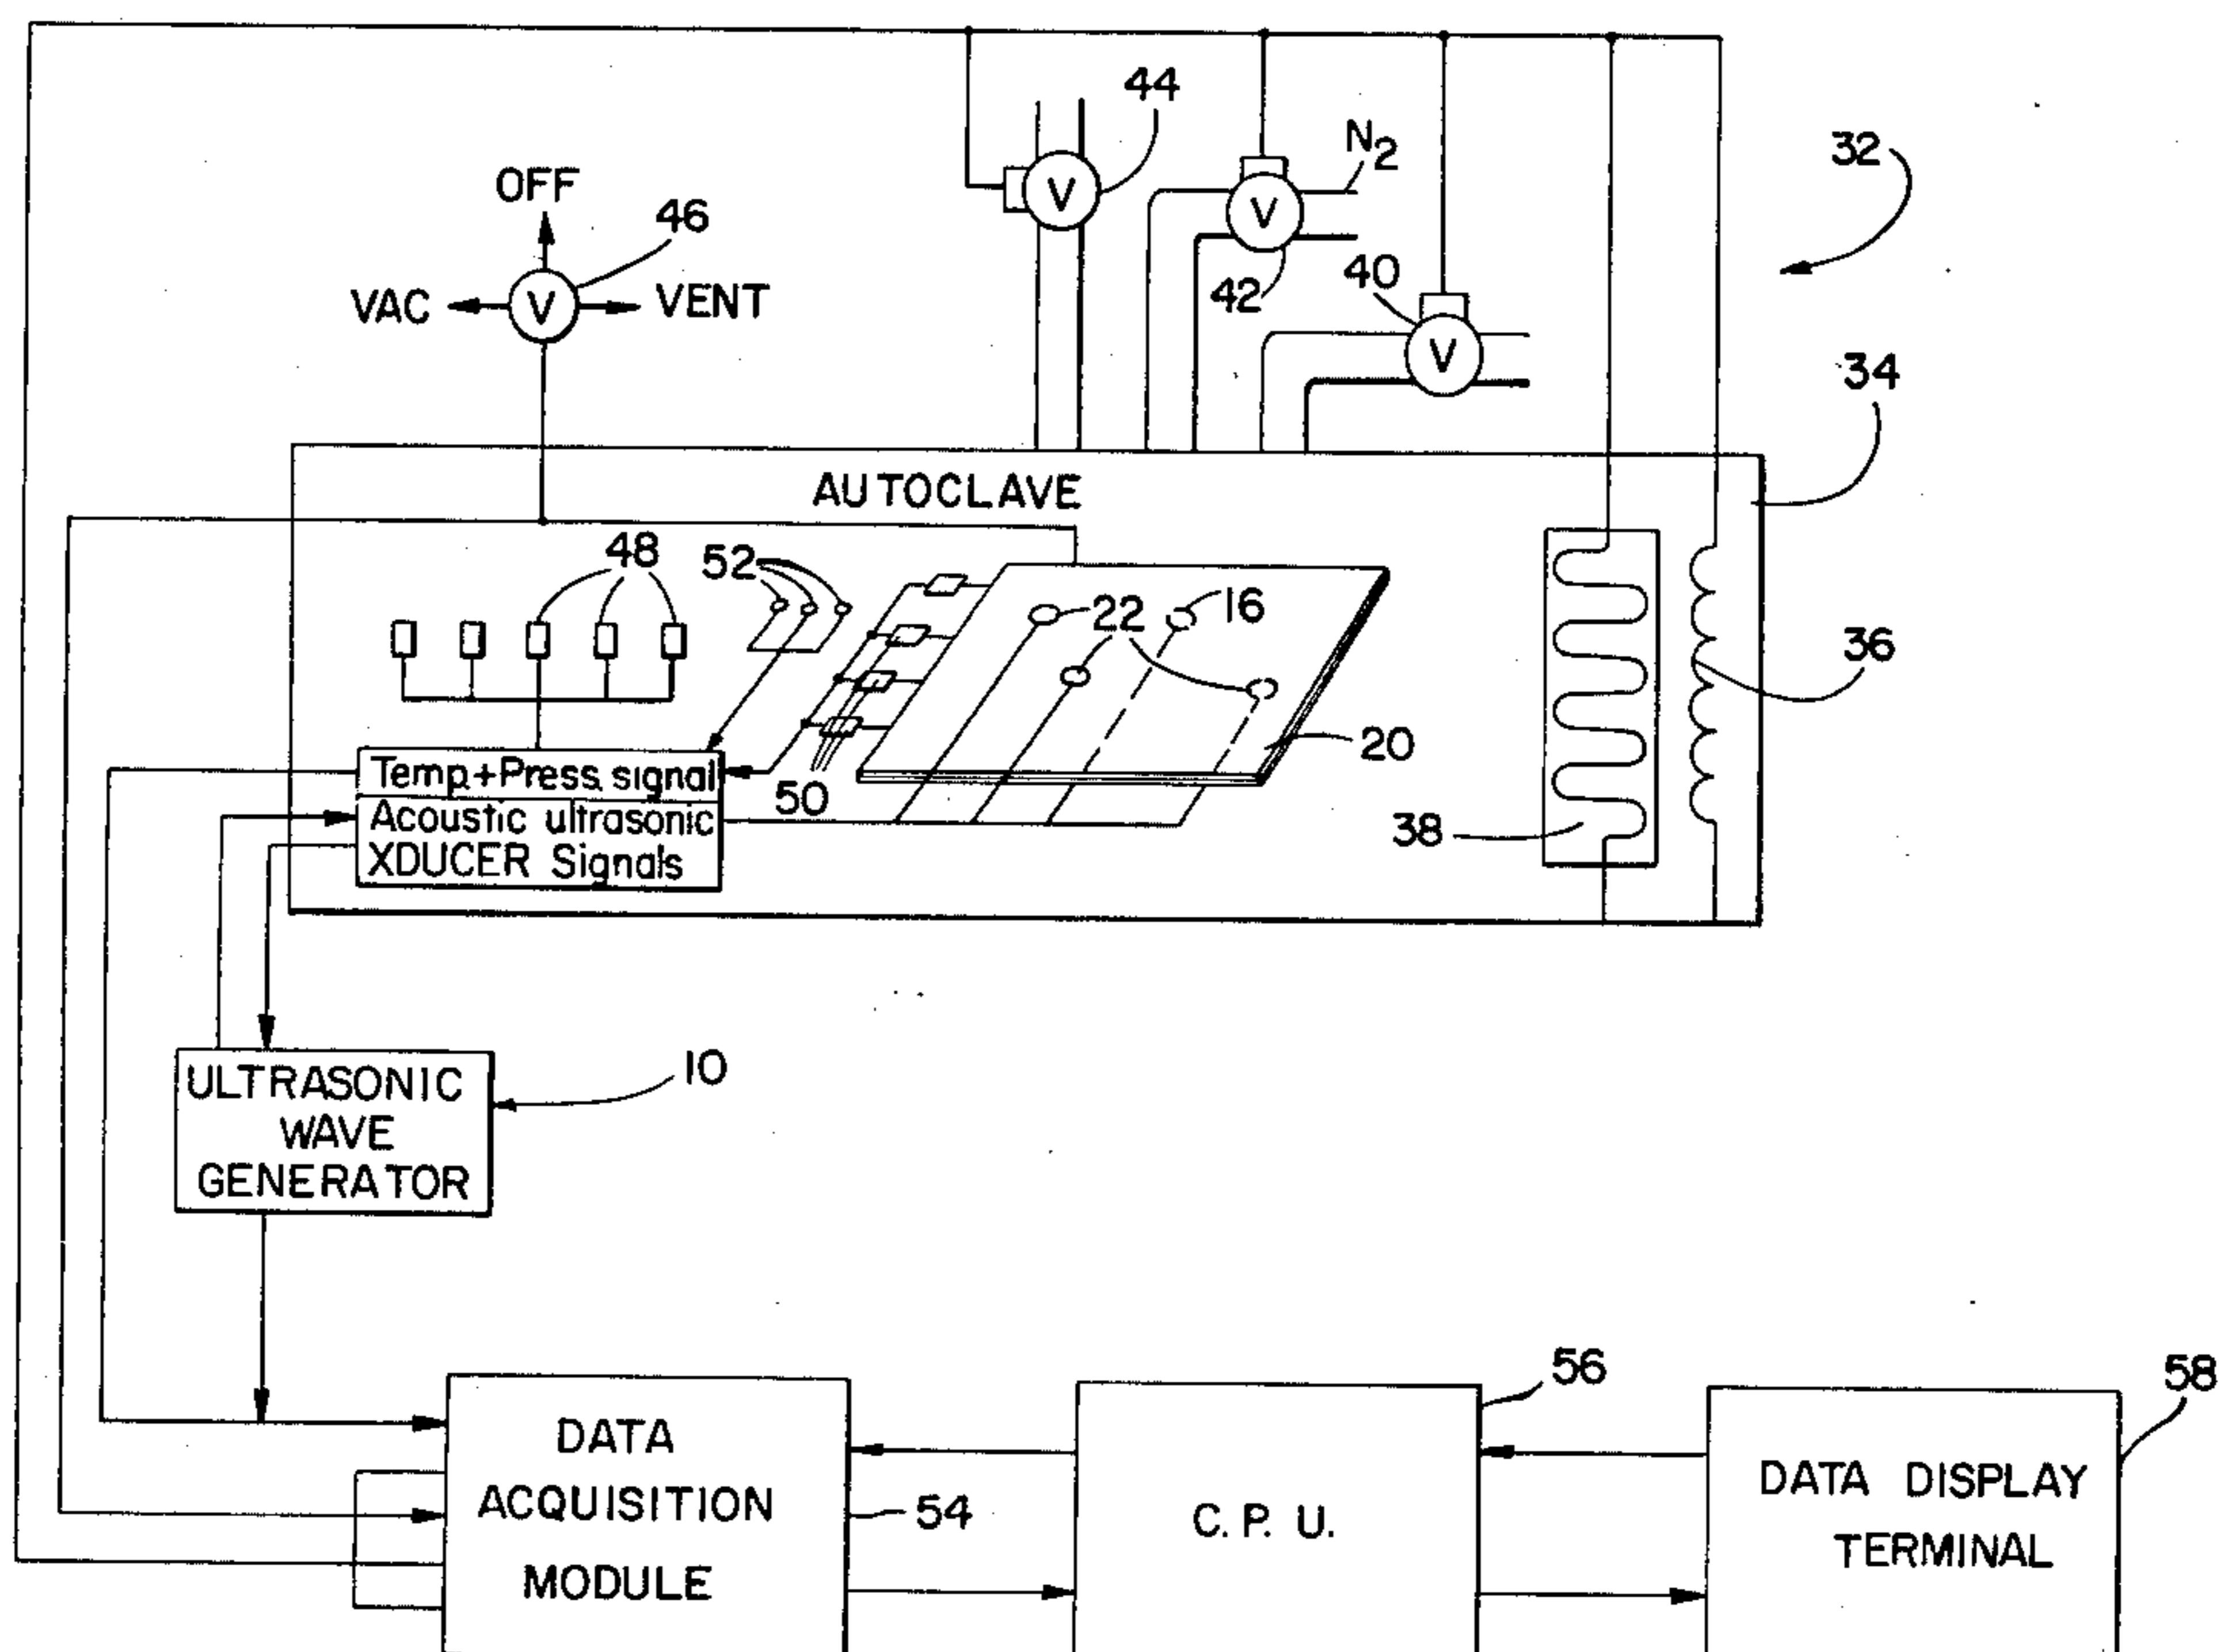 44
N2
32
OFF
46
VAC
V
VENT
V
V
42
40
V
34
AUTOCLAVE
48
52
22
16
36
20
Temp.+Press. signal
50
Acoustic ultrasonic
XDUCER Signals
38
ULTRASONIC
WAVE
GENERATOR
10
DATA
ACQUISITION
MODULE
54
C. P. U.
56
DATA DISPLAY
TERMINAL
58